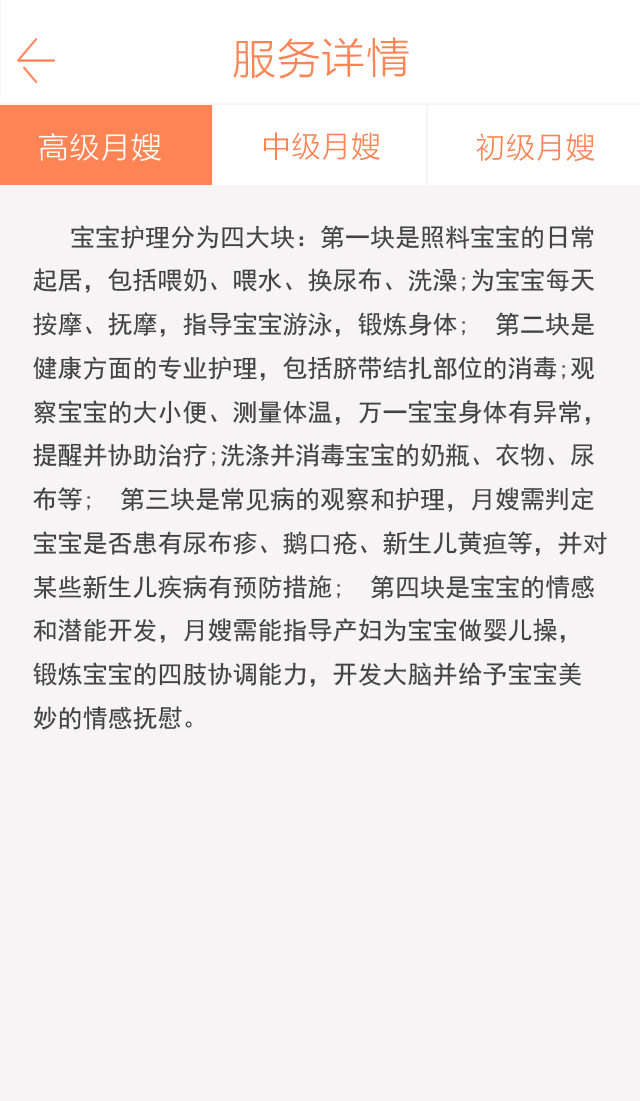 服务详情
高级月嫂
中级月嫂
初级月嫂
宝宝护理分为四大块：第一块是照料宝宝的日常
起居，包括喂奶、喂水、换尿布、洗澡;为宝宝每天
按摩、抚摩，指导宝宝游泳，锻炼身体； 第二块是
健康方面的专业护理，包括脐带结扎部位的消毒;观
察宝宝的大小便、测量体温，万一宝宝身体有异常，
提醒并协助治疗;洗涤并消毒宝宝的奶瓶、衣物、尿
布等； 第三块是常见病的观察和护理，月嫂需判定
宝宝是否患有尿布疹、鹅口疮、新生儿黄疸等，并对
某些新生儿疾病有预防措施； 第四块是宝宝的情感
和潜能开发，月嫂需能指导产妇为宝宝做婴儿操，
锻炼宝宝的四肢协调能力，开发大脑并给予宝宝美
妙的情感抚慰。